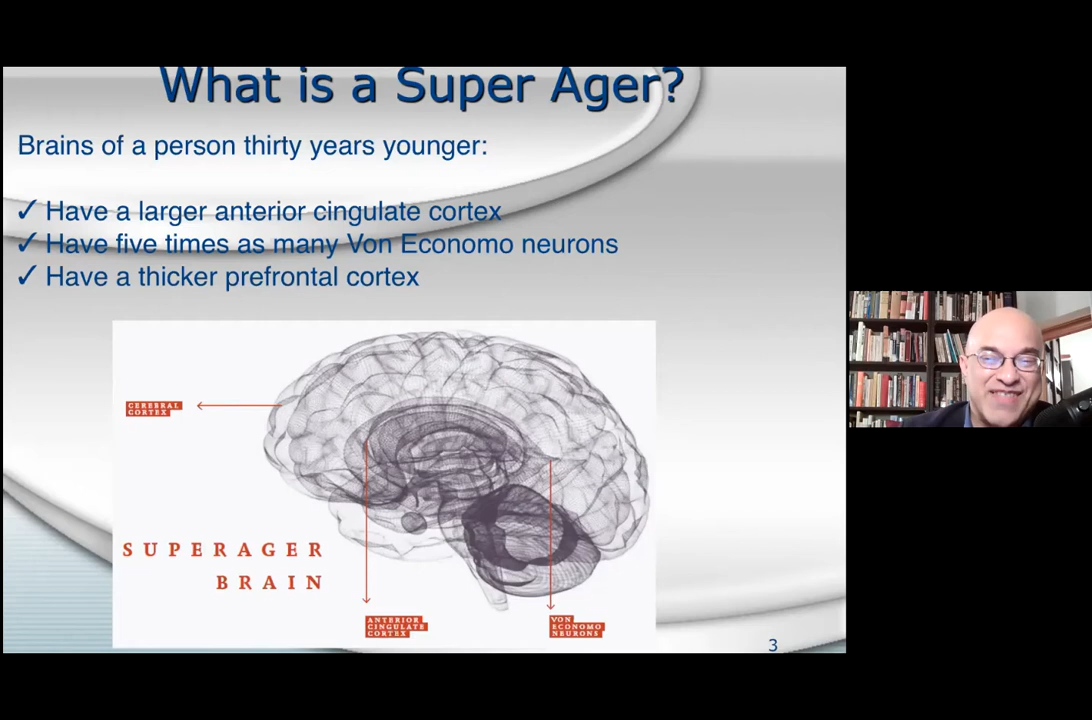 What is a Super Ager?
Brains of a person thirty years younger:
✓ Have a larger anterior cingulate cortex
✓ Have five times as many Von Economo neurons
✓ Have a thicker prefrontal cortex
CEREBRAL
CORTEX
SUPERAGER
BRAIN
ANTERIOR
CINGULATE
CORTEX
VON
ECONOMO
NEURONS
3